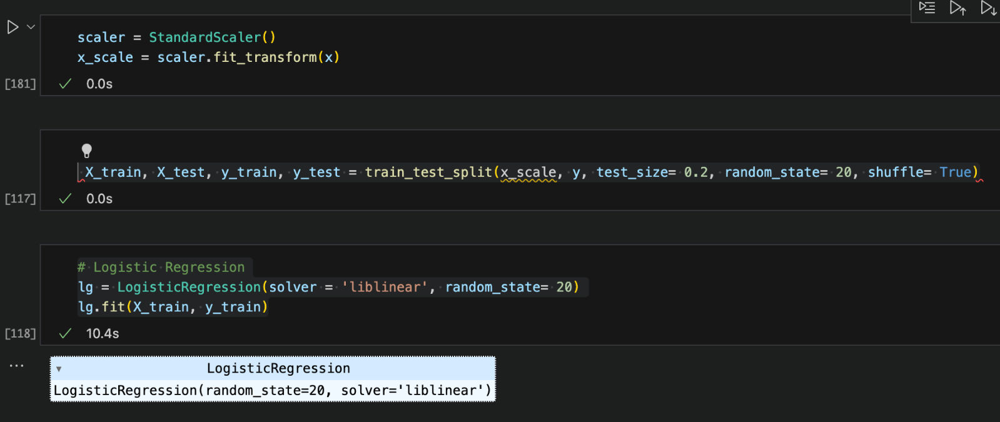 scaler = StandardScaler()
x_scale = scaler.fit_transform(x)
[181] 0.0s
X_train, X_test, y_train, y_test = train_test_split(x_scale, y, test_size= 0.2, random_state= 20, shuffle= True)
[117] 0.0s
# Logistic Regression
lg = LogisticRegression(solver = 'liblinear', random_state= 20)
lg.fit(X_train, y_train)
[118] 10.4s
...
LogisticRegression
LogisticRegression(random_state=20, solver='liblinear')